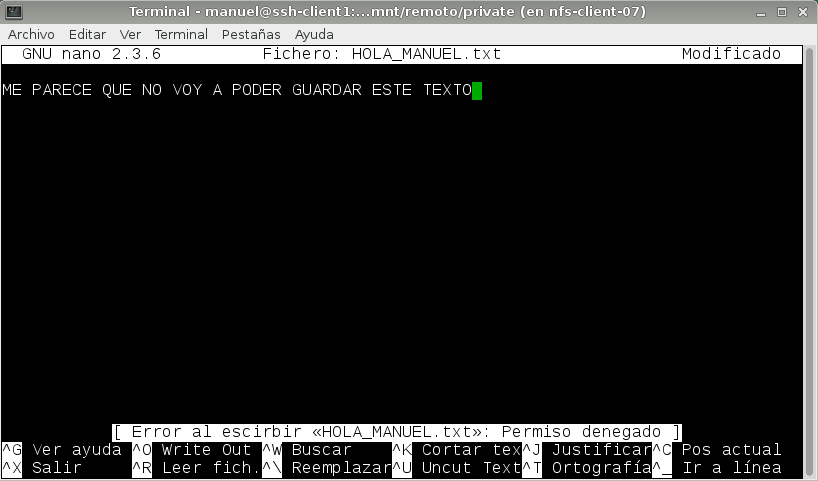 Terminal - manuel@ssh-client1:...mnt/remoto/private (en nfs-client-07)
Archivo Editar Ver Terminal Pestañas Ayuda
GNU nano 2.3.6 Fichero: HOLA_MANUEL.txt Modificado
ME PARECE QUE NO VOY A PODER GUARDAR ESTE TEXTO
[ Error al escirbir «HOLA_MANUEL.txt»: Permiso denegado ]
^G Ver ayuda ^O Write Out ^W Buscar ^K Cortar tex^J Justificar^C Pos actual
^X Salir ^R Leer fich.^\ Reemplazar^U Uncut Text^T Ortografía^_ Ir a línea